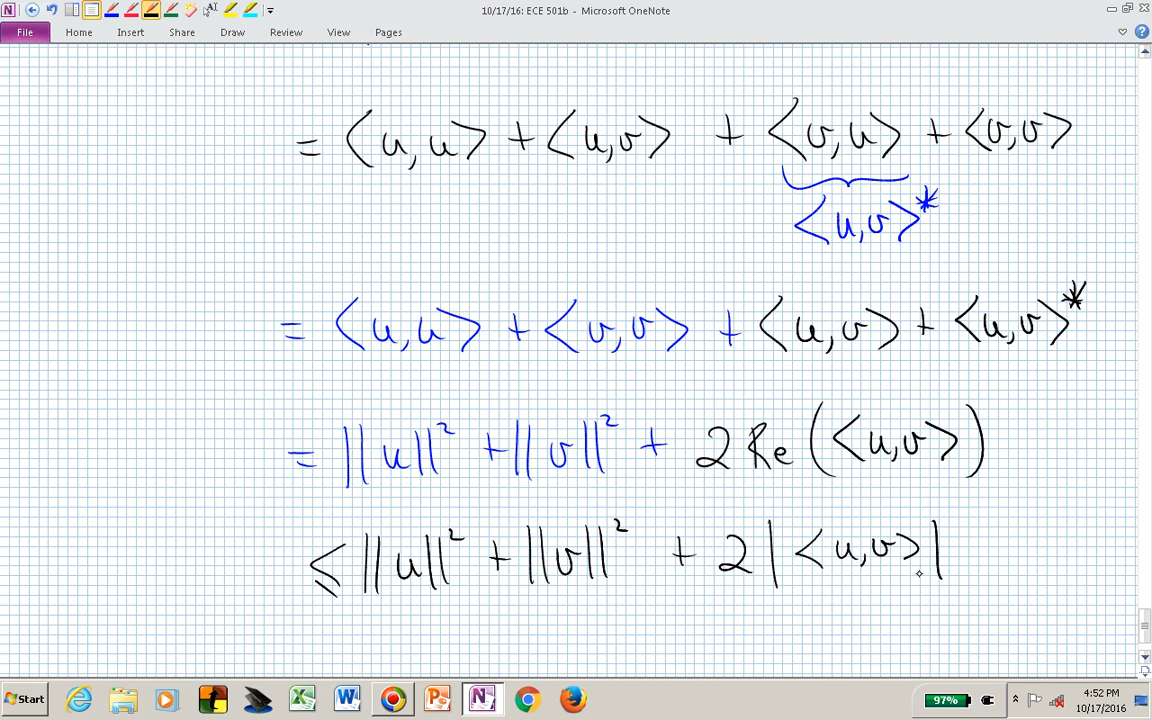 10/17/16: ECE 501b - Microsoft OneNote
File Home Insert Share Draw Review View Pages
= <u,u> + <u,v> + <v,u> + <v,v>
<u,v>*
= <u,u> + <v,v> + <u,v> + <u,v>*
= ||u||² + ||v||² + 2 Re (<u,v>)
≤ ||u||² + ||v||² + 2 | <u,v> |
Start
97%
4:52 PM
10/17/2016